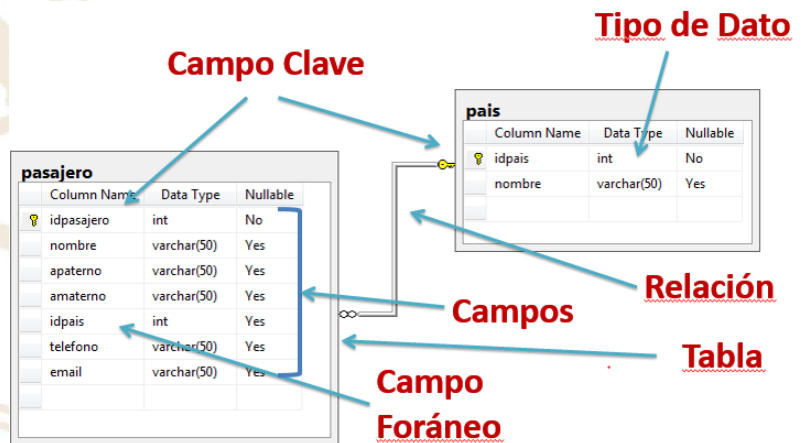 Tipo de Dato
Campo Clave
pais
Column Name Data Type Nullable
idpais int No
nombre varchar(50) Yes
pasajero
Column Name Data Type Nullable
idpasajero int No
nombre varchar(50) Yes
apaterno varchar(50) Yes
amaterno varchar(50) Yes
idpais int Yes
telefono varchar(50) Yes
email varchar(50) Yes
Relación
Campos
Tabla
Campo
Foráneo